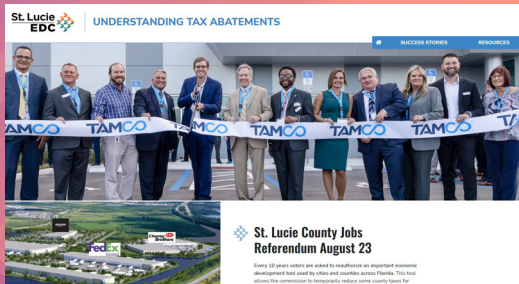 St. Lucie
EDC
UNDERSTANDING TAX ABATEMENTS
SUCCESS STORIES
RESOURCES
TAMCO TAMCO TAMCO TAMCO TAMCO TA
FedEx
Cheney
Brothers
St. Lucie County Jobs
Referendum August 23
Every 10 years voters are asked to reauthorize an important economic
development tool used by cities and counties across Florida. This tool
allows the commission to temporarily reduce some county taxes for